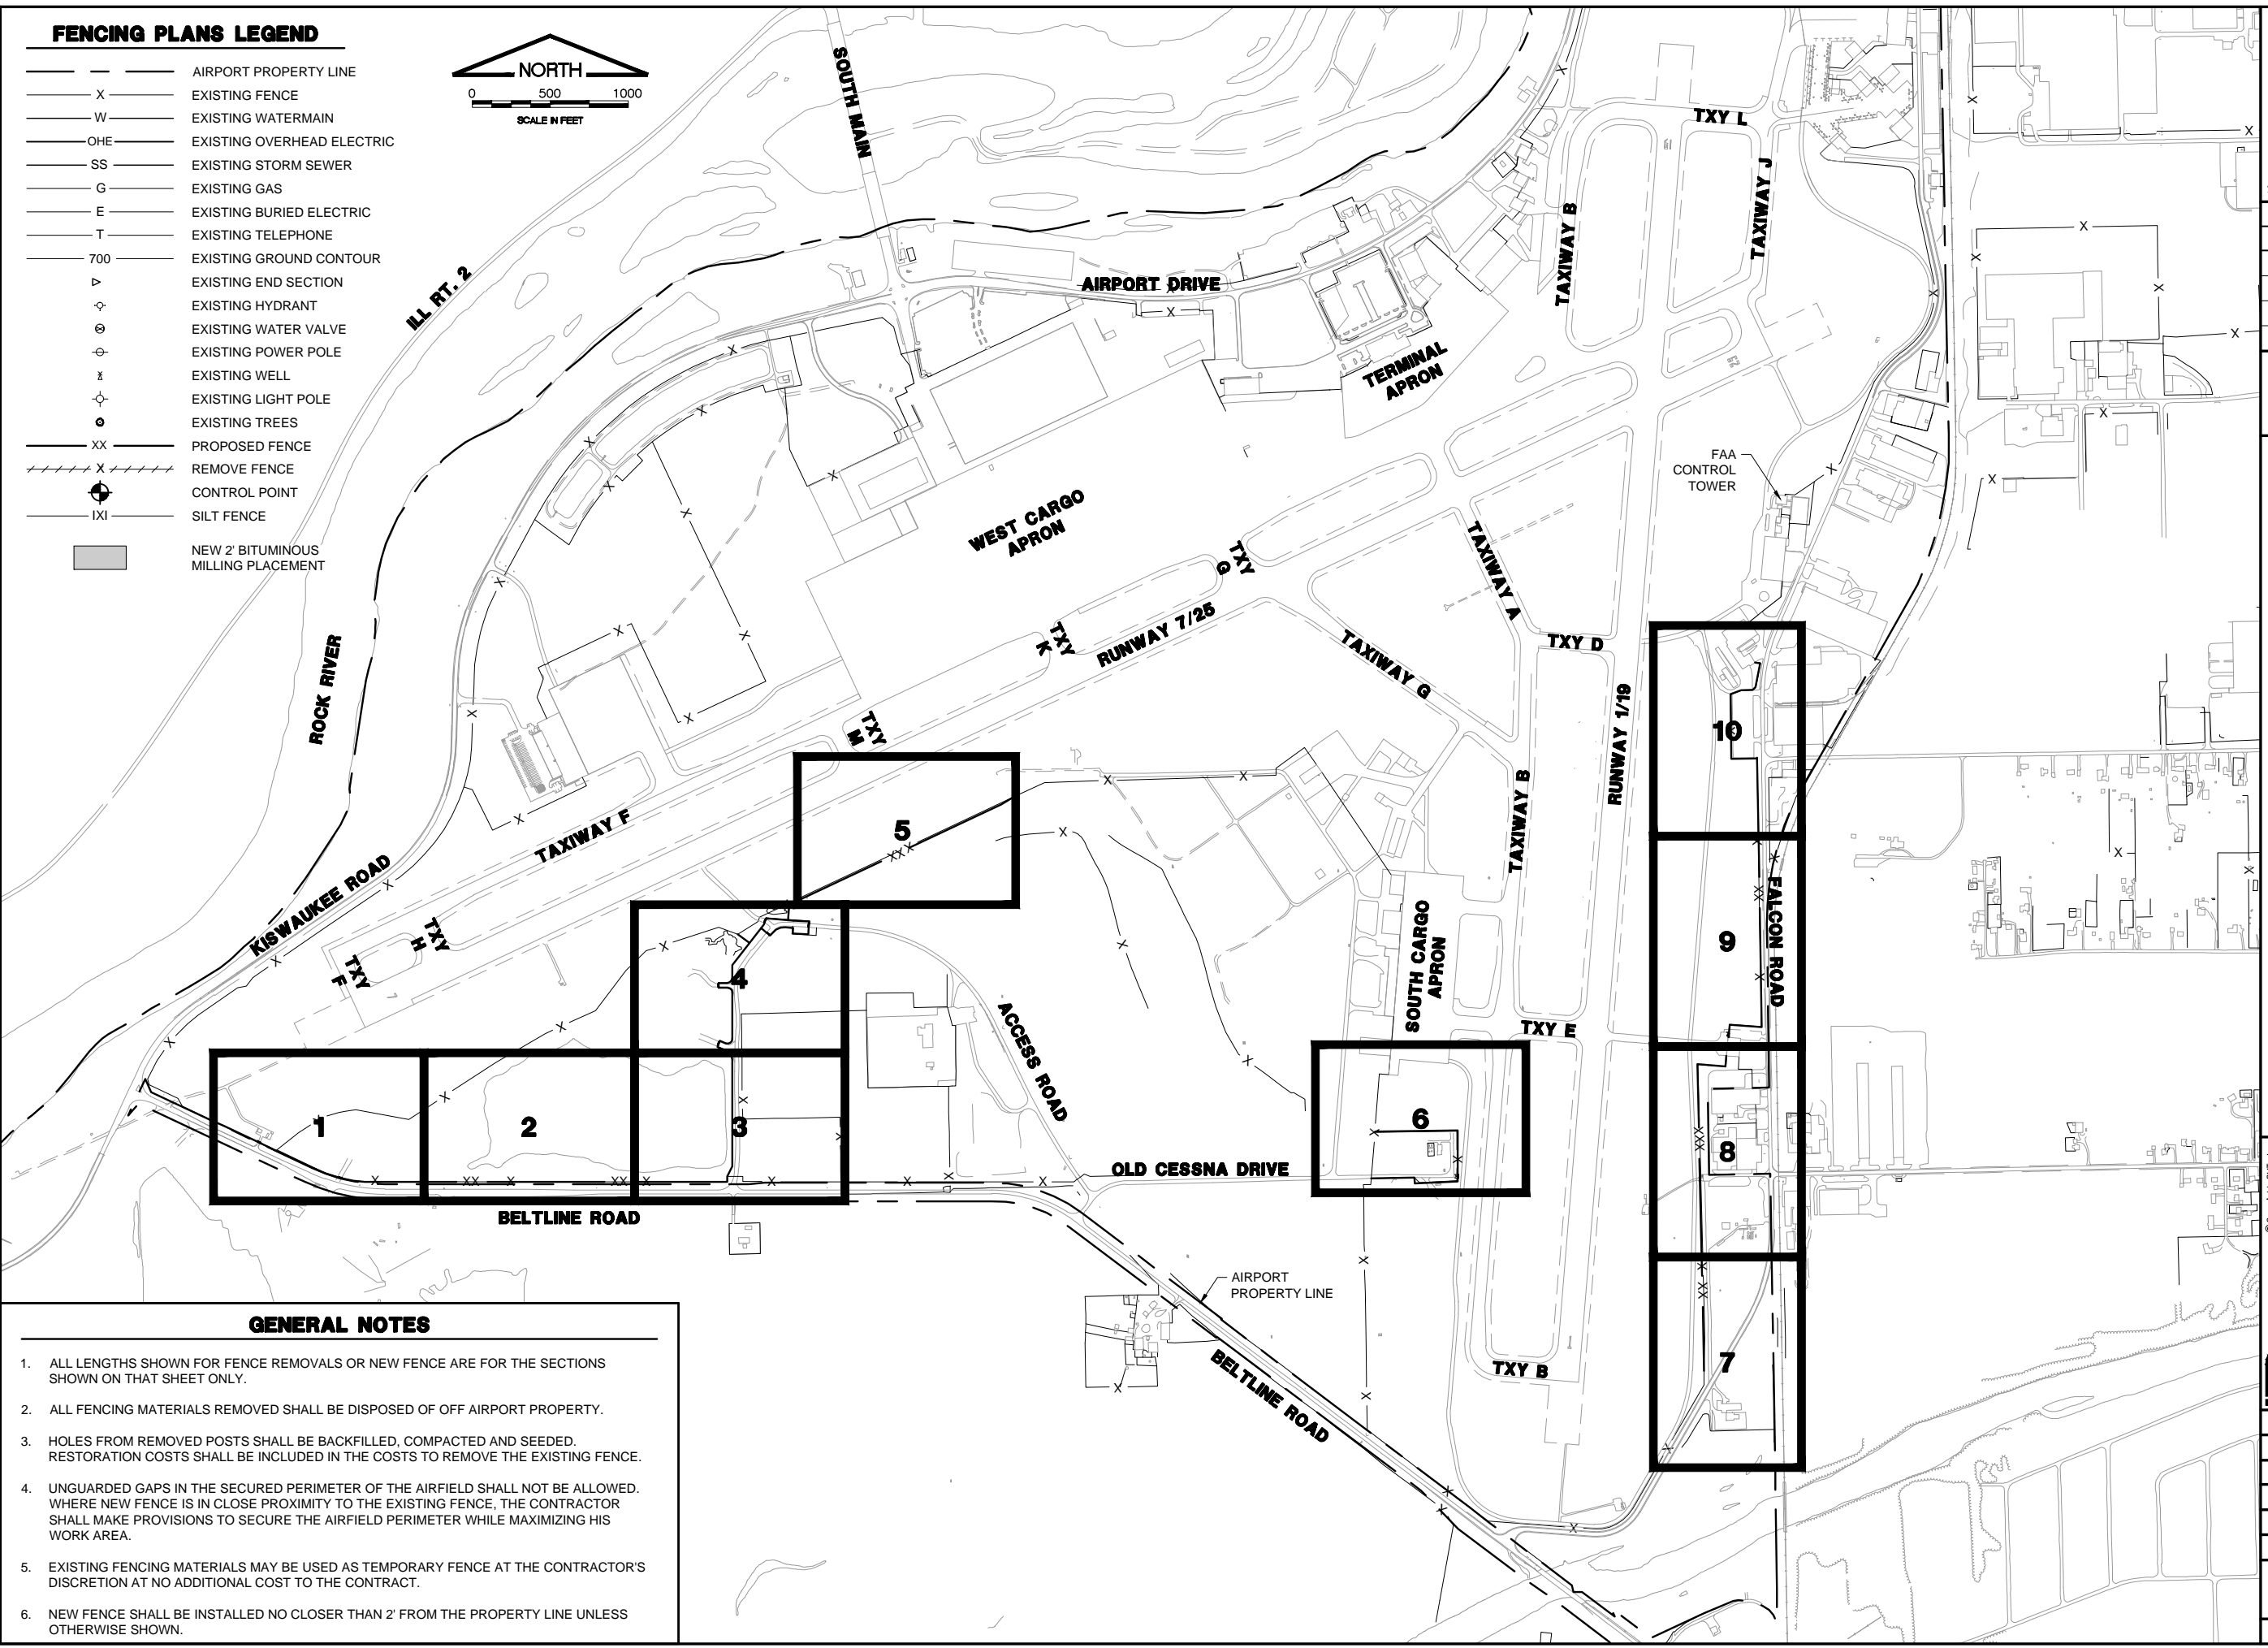 FENCING PLANS LEGEND
AIRPORT PROPERTY LINE
X EXISTING FENCE
W EXISTING WATERMAIN
OHE EXISTING OVERHEAD ELECTRIC
SS EXISTING STORM SEWER
G EXISTING GAS
E EXISTING BURIED ELECTRIC
T EXISTING TELEPHONE
700 EXISTING GROUND CONTOUR
EXISTING END SECTION
EXISTING HYDRANT
EXISTING WATER VALVE
EXISTING POWER POLE
EXISTING WELL
EXISTING LIGHT POLE
EXISTING TREES
XX PROPOSED FENCE
X REMOVE FENCE
CONTROL POINT
IXI SILT FENCE
NEW 2' BITUMINOUS
MILLING PLACEMENT
NORTH
0 500 1000
SCALE IN FEET
SOUTH MAIN
ILL RT. 2
ROCK RIVER
AIRPORT DRIVE
TERMINAL
APRON
TXY L
TAXIWAY B
TAXIWAY J
FAA
CONTROL
TOWER
WEST CARGO
APRON
TXY
G
TAXIWAY A
TXY
K
RUNWAY 7/25
TAXIWAY G
TXY D
RUNWAY 1/19
TXY
M
TAXIWAY F
TAXIWAY B
KISWAUKEE ROAD
TXY
H
TXY
F
SOUTH CARGO
APRON
TXY E
FALCON ROAD
ACCESS ROAD
10
5
9
4
1
2
3
6
8
7
OLD CESSNA DRIVE
BELTLINE ROAD
AIRPORT
PROPERTY LINE
BELTLINE ROAD
TXY B
GENERAL NOTES
1. ALL LENGTHS SHOWN FOR FENCE REMOVALS OR NEW FENCE ARE FOR THE SECTIONS
SHOWN ON THAT SHEET ONLY.
2. ALL FENCING MATERIALS REMOVED SHALL BE DISPOSED OF OFF AIRPORT PROPERTY.
3. HOLES FROM REMOVED POSTS SHALL BE BACKFILLED, COMPACTED AND SEEDED.
RESTORATION COSTS SHALL BE INCLUDED IN THE COSTS TO REMOVE THE EXISTING FENCE.
4. UNGUARDED GAPS IN THE SECURED PERIMETER OF THE AIRFIELD SHALL NOT BE ALLOWED.
WHERE NEW FENCE IS IN CLOSE PROXIMITY TO THE EXISTING FENCE, THE CONTRACTOR
SHALL MAKE PROVISIONS TO SECURE THE AIRFIELD PERIMETER WHILE MAXIMIZING HIS
WORK AREA.
5. EXISTING FENCING MATERIALS MAY BE USED AS TEMPORARY FENCE AT THE CONTRACTOR'S
DISCRETION AT NO ADDITIONAL COST TO THE CONTRACT.
6. NEW FENCE SHALL BE INSTALLED NO CLOSER THAN 2' FROM THE PROPERTY LINE UNLESS
OTHERWISE SHOWN.